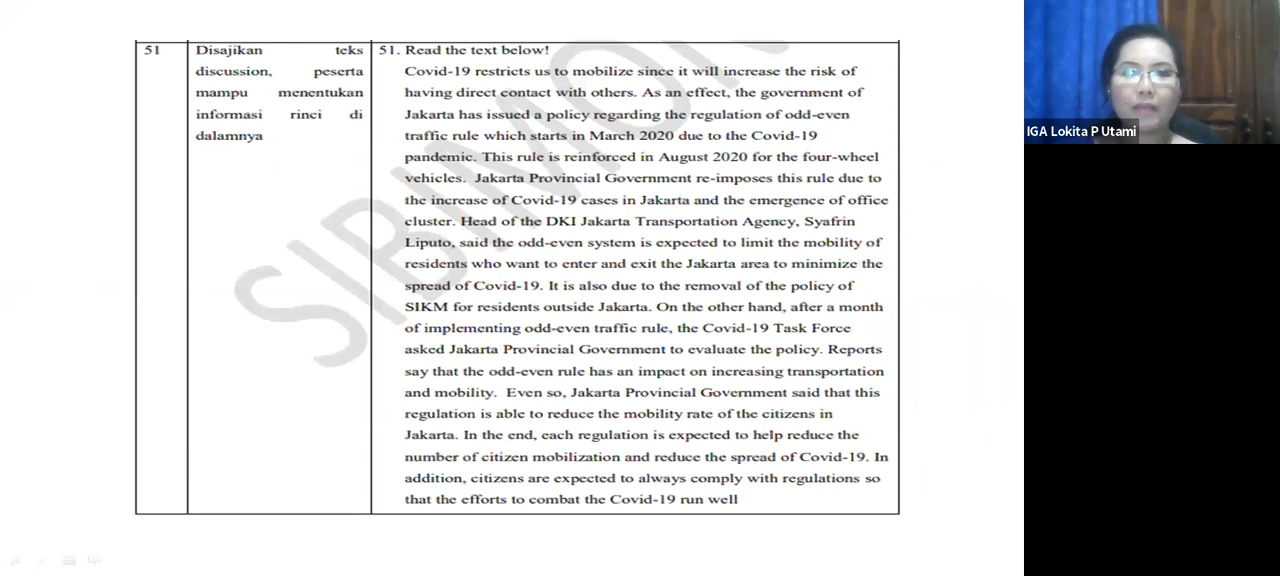 51
Disajikan teks
discussion, peserta
mampu menentukan
informasi rinci di
dalamnya
51. Read the text below!
Covid-19 restricts us to mobilize since it will increase the risk of
having direct contact with others. As an effect, the government of
Jakarta has issued a policy regarding the regulation of odd-even
traffic rule which starts in March 2020 due to the Covid-19
pandemic. This rule is reinforced in August 2020 for the four-wheel
vehicles. Jakarta Provincial Government re-imposes this rule due to
the increase of Covid-19 cases in Jakarta and the emergence of office
cluster. Head of the DKI Jakarta Transportation Agency, Syafrin
Liputo, said the odd-even system is expected to limit the mobility of
residents who want to enter and exit the Jakarta area to minimize the
spread of Covid-19. It is also due to the removal of the policy of
SIKM for residents outside Jakarta. On the other hand, after a month
of implementing odd-even traffic rule, the Covid-19 Task Force
asked Jakarta Provincial Government to evaluate the policy. Reports
say that the odd-even rule has an impact on increasing transportation
and mobility. Even so, Jakarta Provincial Government said that this
regulation is able to reduce the mobility rate of the citizens in
Jakarta. In the end, each regulation is expected to help reduce the
number of citizen mobilization and reduce the spread of Covid-19. In
addition, citizens are expected to always comply with regulations so
that the efforts to combat the Covid-19 run well
IGA Lokita P Utami